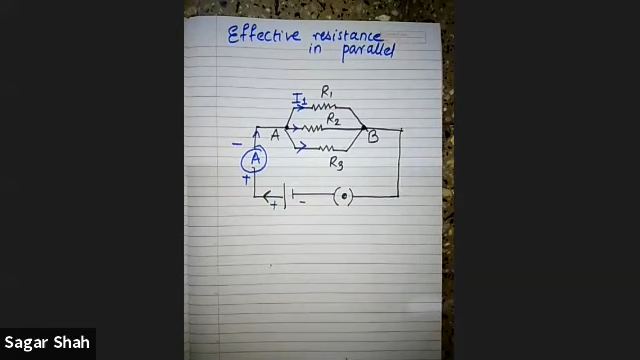 Effective resistance
in parallel
I1
R1
R2
A
B
R3
-
A
+
+
-
Sagar Shah